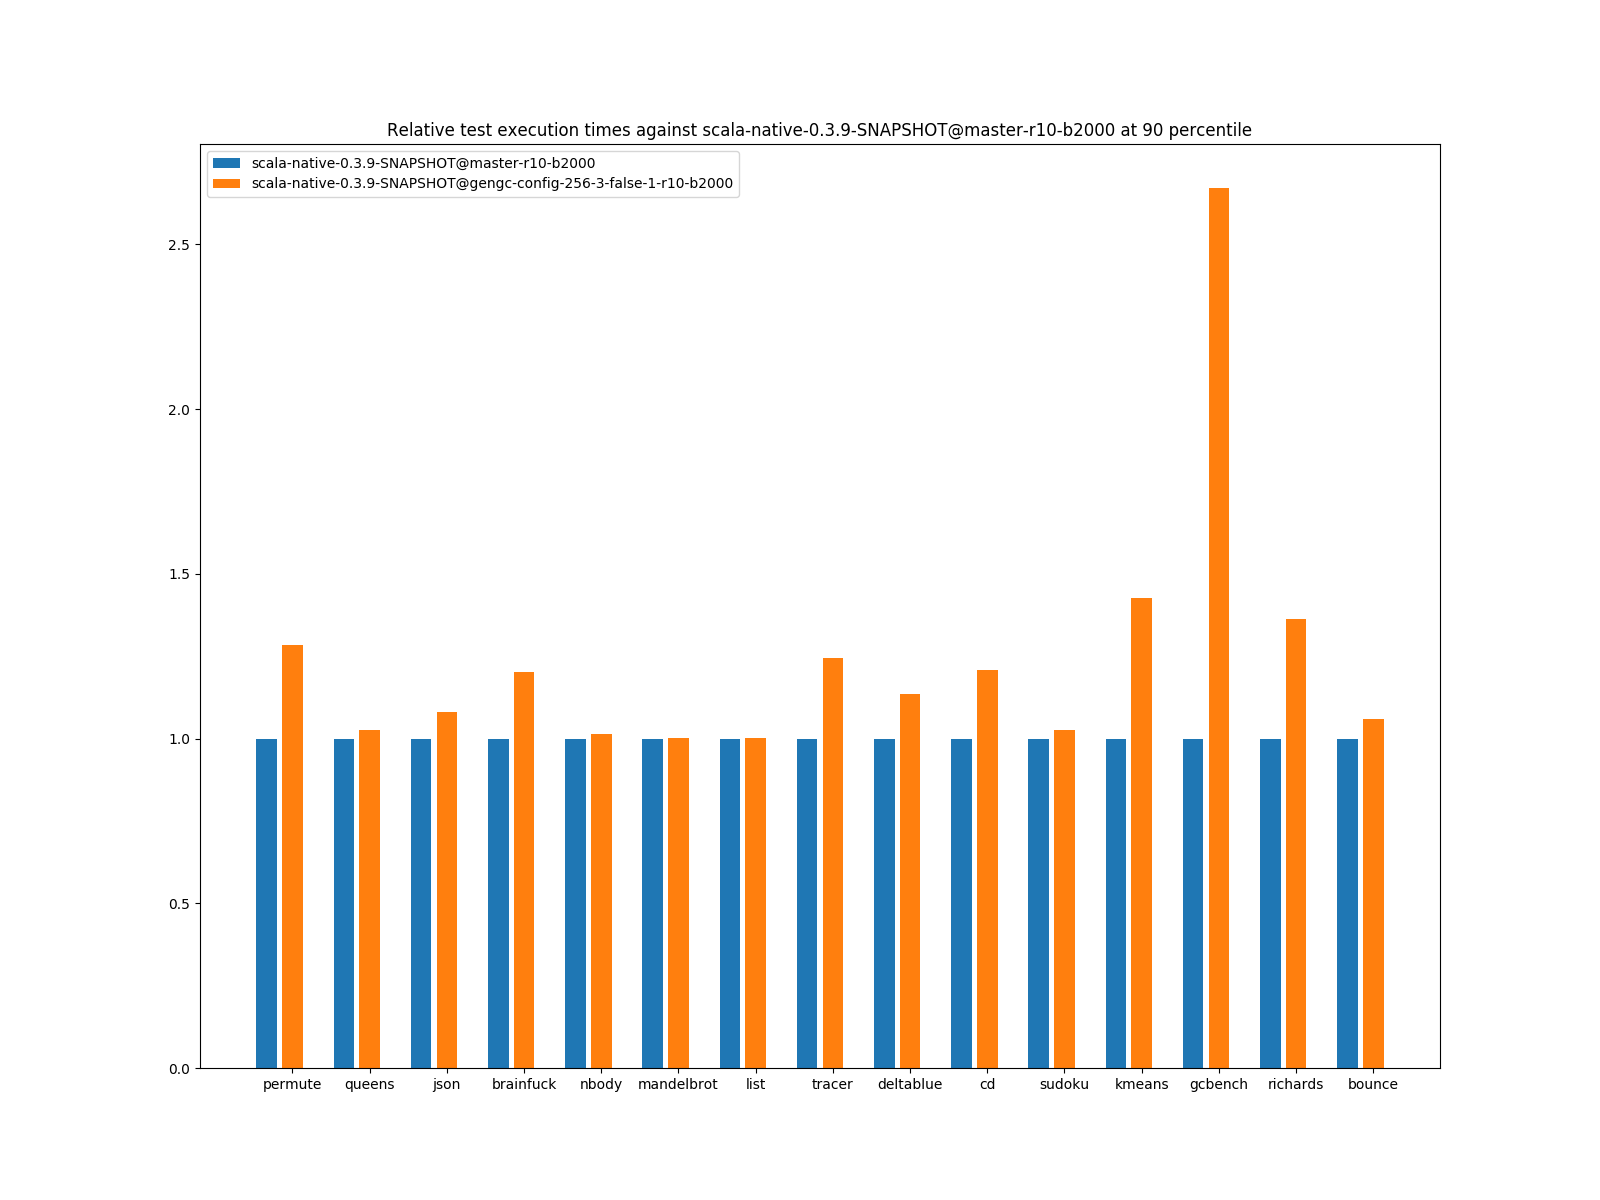 Relative test execution times against scala-native-0.3.9-SNAPSHOT@master-r10-b2000 at 90 percentile
scala-native-0.3.9-SNAPSHOT@master-r10-b2000
scala-native-0.3.9-SNAPSHOT@gengc-config-256-3-false-1-r10-b2000
2.5
2.0
1.5
1.0
0.5
0.0
permute queens json brainfuck nbody mandelbrot list tracer deltablue cd sudoku kmeans gcbench richards bounce